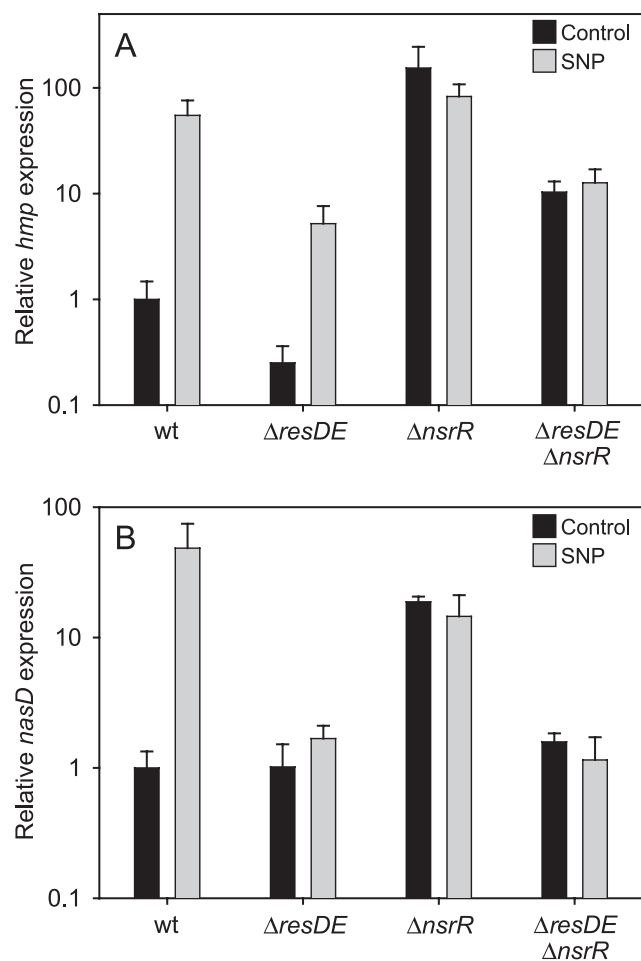 A
Control
SNP
Relative hmp expression
100
10
1
0.1
wt
ΔresDE
ΔnsrR
ΔresDE
ΔnsrR
B
Control
SNP
Relative nasD expression
100
10
1
0.1
wt
ΔresDE
ΔnsrR
ΔresDE
ΔnsrR